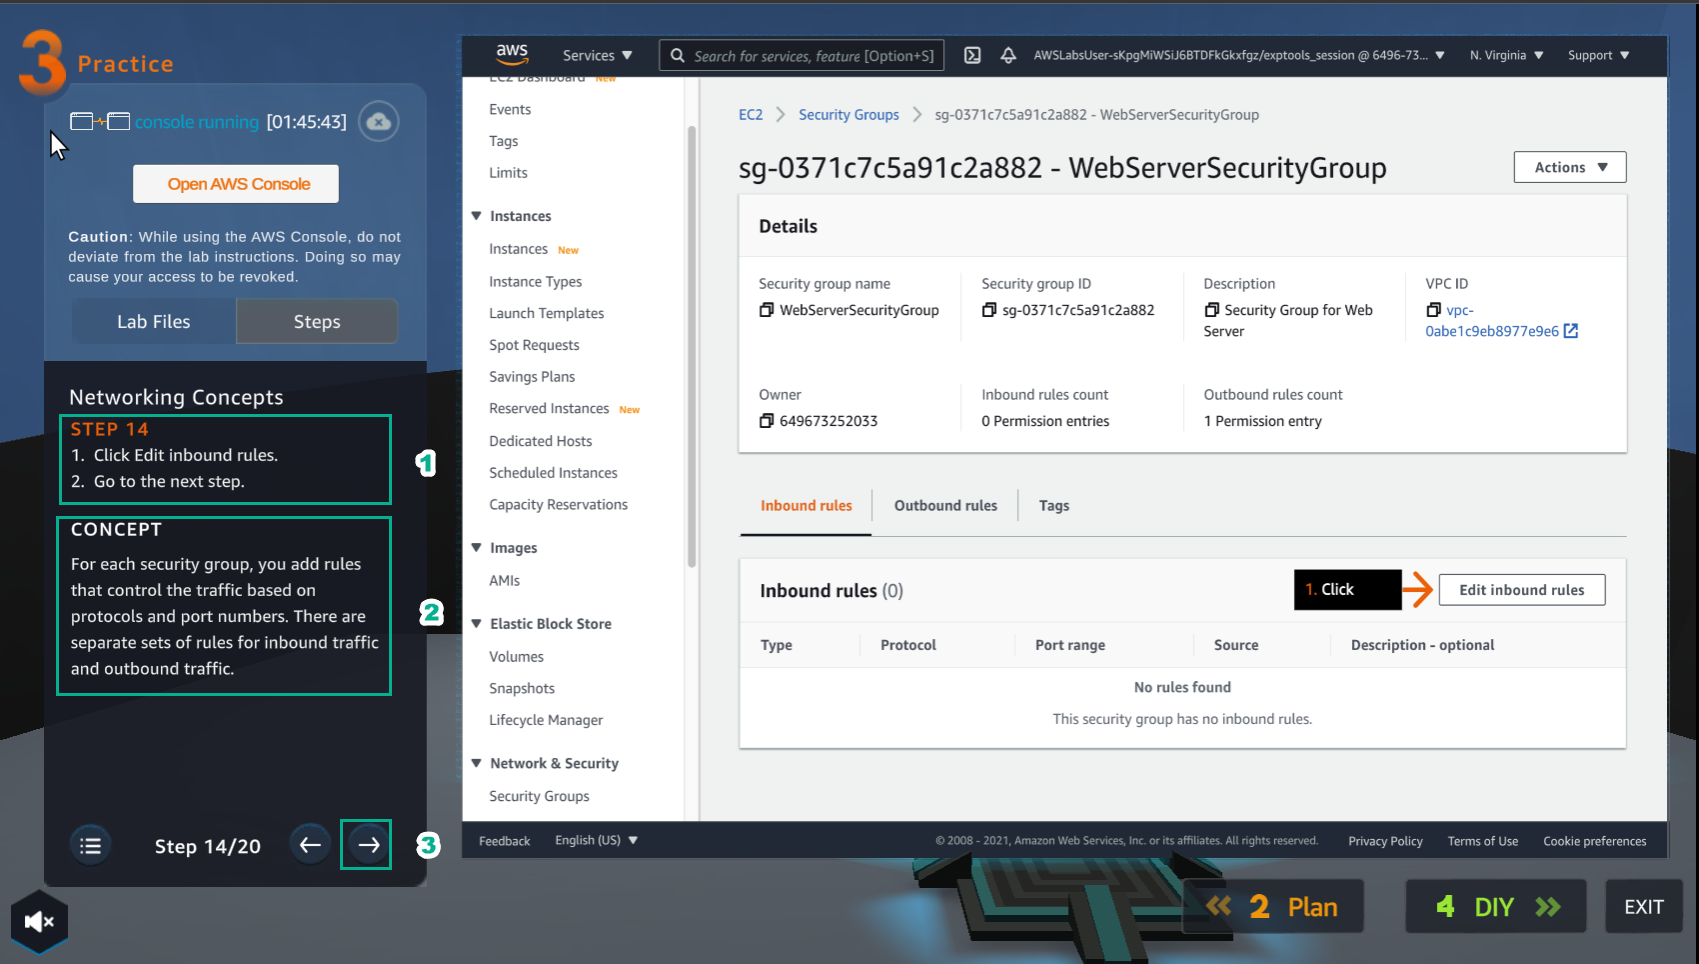 3 Practice
console running [01:45:43]
Open AWS Console
Caution: While using the AWS Console, do not
deviate from the lab instructions. Doing so may
cause your access to be revoked.
Lab Files
Steps
Networking Concepts
STEP 14
1. Click Edit inbound rules.
2. Go to the next step.
1
CONCEPT
For each security group, you add rules
that control the traffic based on
protocols and port numbers. There are
separate sets of rules for inbound traffic
and outbound traffic.
2
Step 14/20
3
aws
Services
Search for services, feature [Option+S]
AWSLabsUser-sKpgMiWSiJ6BTDFkGkxfgz/exptools_session @ 6496-73...
N. Virginia
Support
EC2 Dashboard New
Events
Tags
Limits
Instances
Instances New
Instance Types
Launch Templates
Spot Requests
Savings Plans
Reserved Instances New
Dedicated Hosts
Scheduled Instances
Capacity Reservations
Images
AMIs
Elastic Block Store
Volumes
Snapshots
Lifecycle Manager
Network & Security
Security Groups
EC2 > Security Groups > sg-0371c7c5a91c2a882 - WebServerSecurityGroup
sg-0371c7c5a91c2a882 - WebServerSecurityGroup
Actions
Details
Security group name
WebServerSecurityGroup
Security group ID
sg-0371c7c5a91c2a882
Description
Security Group for Web
Server
VPC ID
vpc-
0abe1c9eb8977e9e6
Owner
649673252033
Inbound rules count
0 Permission entries
Outbound rules count
1 Permission entry
Inbound rules
Outbound rules
Tags
Inbound rules (0)
1. Click
Edit inbound rules
Type
Protocol
Port range
Source
Description - optional
No rules found
This security group has no inbound rules.
Feedback
English (US)
© 2008 - 2021, Amazon Web Services, Inc. or its affiliates. All rights reserved.
Privacy Policy
Terms of Use
Cookie preferences
2 Plan
4 DIY
EXIT